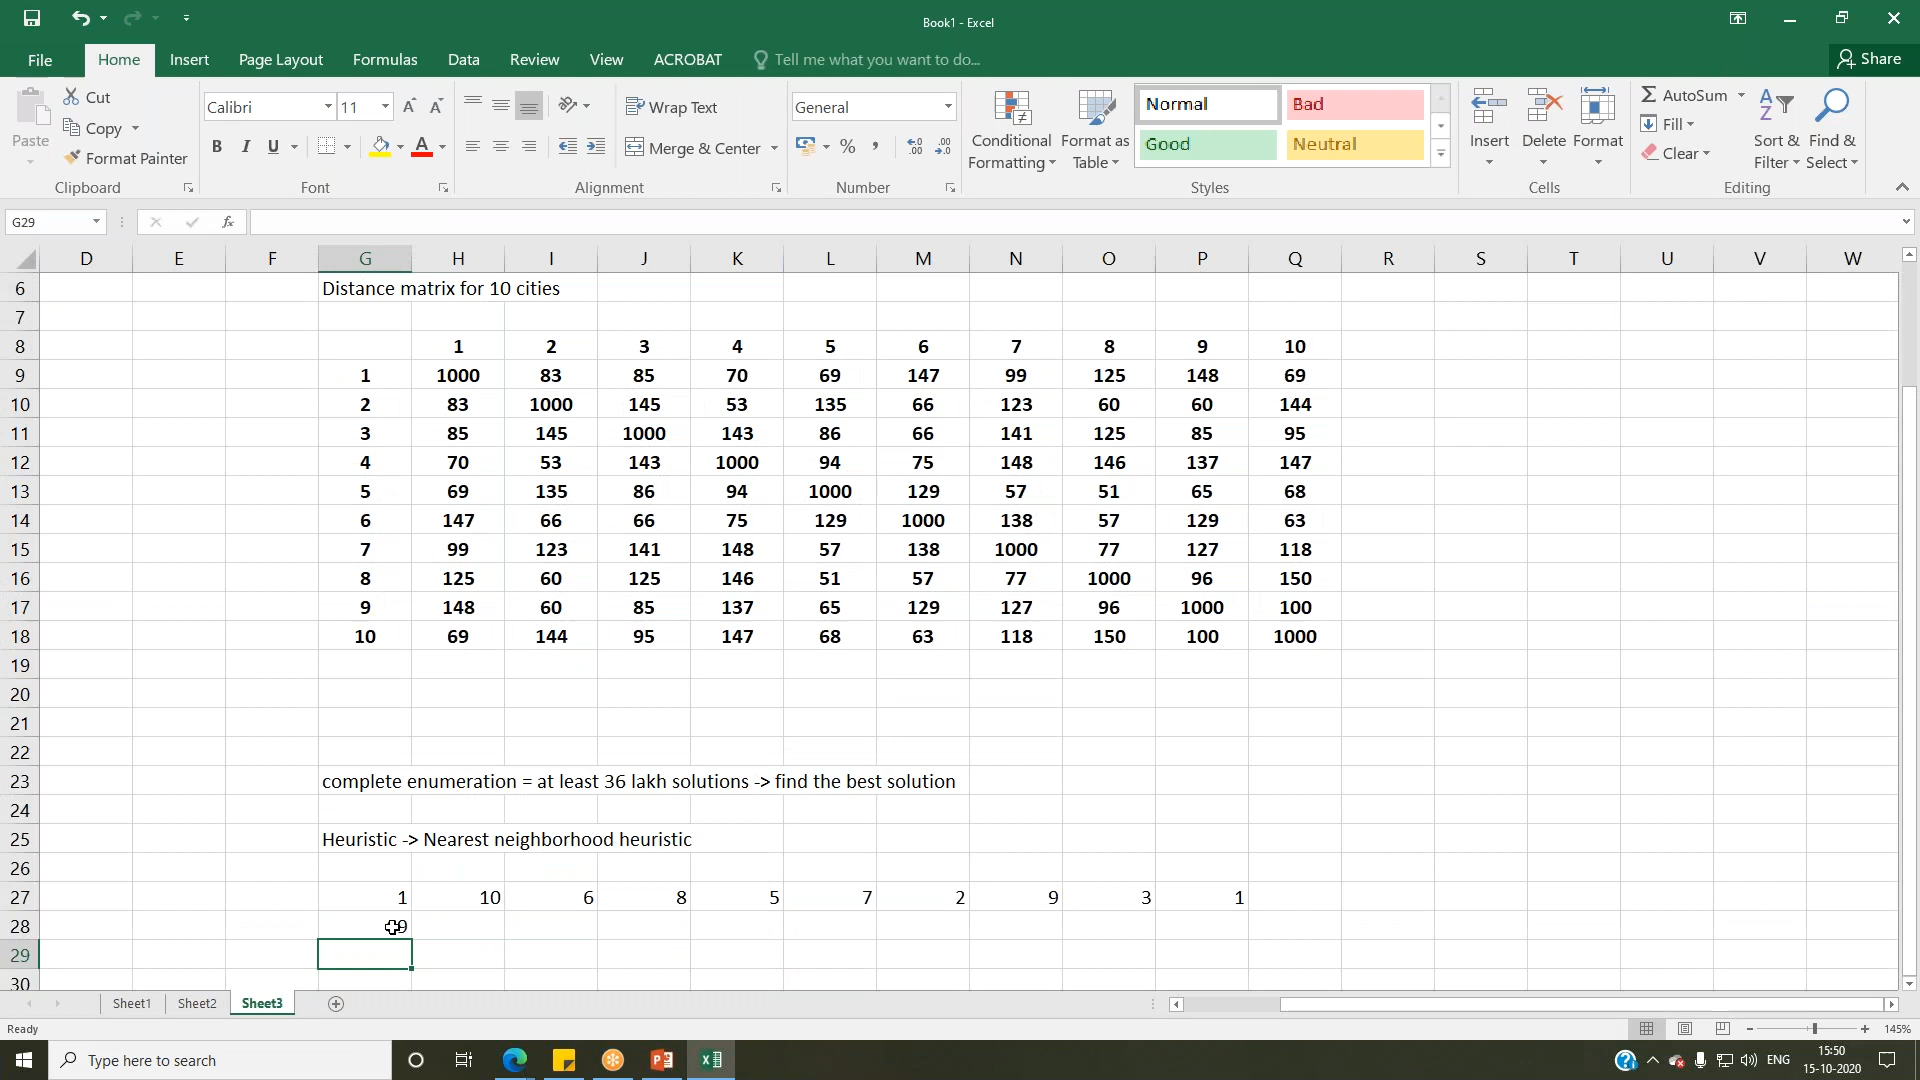 Book1 - Excel
File Home Insert Page Layout Formulas Data Review View ACROBAT Tell me what you want to do... Share
Paste
Cut
Copy
Format Painter
Clipboard
Calibri 11
B I U
Font
Wrap Text
Merge & Center
Alignment
General
%
Number
Conditional Formatting
Format as Table
Normal Bad
Good Neutral
Styles
Insert Delete Format
Cells
AutoSum
Fill
Clear
Sort & Filter
Find & Select
Editing
G29 fx
D E F G H I J K L M N O P Q R S T U V W
6 Distance matrix for 10 cities
7
8 1 2 3 4 5 6 7 8 9 10
9 1 1000 83 85 70 69 147 99 125 148 69
10 2 83 1000 145 53 135 66 123 60 60 144
11 3 85 145 1000 143 86 66 141 125 85 95
12 4 70 53 143 1000 94 75 148 146 137 147
13 5 69 135 86 94 1000 129 57 51 65 68
14 6 147 66 66 75 129 1000 138 57 129 63
15 7 99 123 141 148 57 138 1000 77 127 118
16 8 125 60 125 146 51 57 77 1000 96 150
17 9 148 60 85 137 65 129 127 96 1000 100
18 10 69 144 95 147 68 63 118 150 100 1000
19
20
21
22
23 complete enumeration = at least 36 lakh solutions -> find the best solution
24
25 Heuristic -> Nearest neighborhood heuristic
26
27 1 10 6 8 5 7 2 9 3 1
28
29
30
Sheet1 Sheet2 Sheet3
Ready 145%
Type here to search
ENG
15:50
15-10-2020